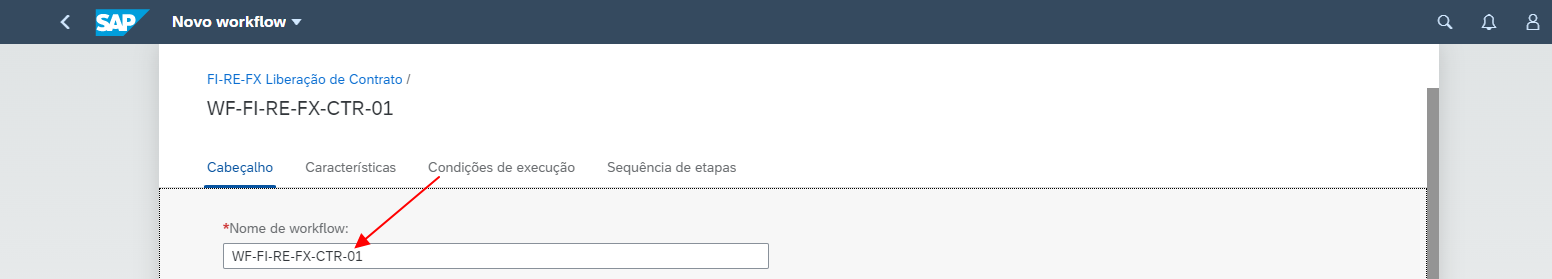 SAP Novo workflow
FI-RE-FX Liberação de Contrato /
WF-FI-RE-FX-CTR-01
Cabeçalho Características Condições de execução Sequência de etapas
*Nome de workflow:
WF-FI-RE-FX-CTR-01